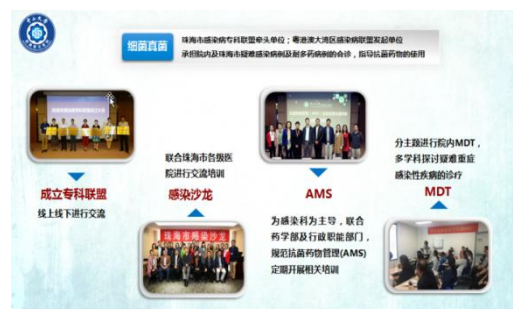 细菌真菌
珠海市感染病专科联盟牵头单位；粤港澳大湾区感染病联盟发起单位
承担院内及珠海市疑难感染病例及耐多药病例的会诊，指导抗菌药物的使用
成立专科联盟
线上线下进行交流
联合珠海市各级医
院进行交流培训
感染沙龙
珠海市感染沙龙
AMS
为感染科为主导，联合
药学部及行政职能部门，
规范抗菌药物管理(AMS)
定期开展相关培训
分主题进行院内MDT，
多学科探讨疑难重症
感染性疾病的诊疗
MDT